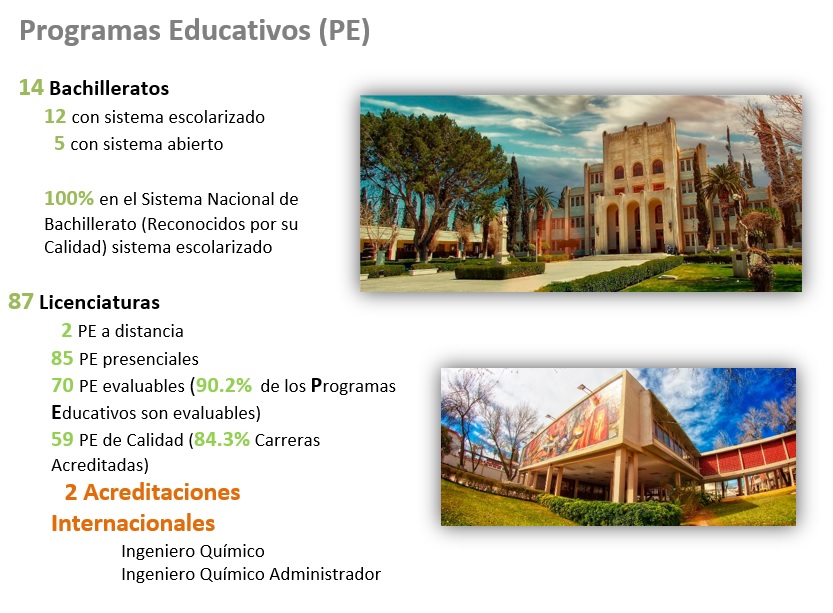 Programas Educativos (PE)
14 Bachilleratos
12 con sistema escolarizado
5 con sistema abierto
100% en el Sistema Nacional de
Bachillerato (Reconocidos por su
Calidad) sistema escolarizado
87 Licenciaturas
2 PE a distancia
85 PE presenciales
70 PE evaluables (90.2% de los Programas
Educativos son evaluables)
59 PE de Calidad (84.3% Carreras
Acreditadas)
2 Acreditaciones
Internacionales
Ingeniero Químico
Ingeniero Químico Administrador